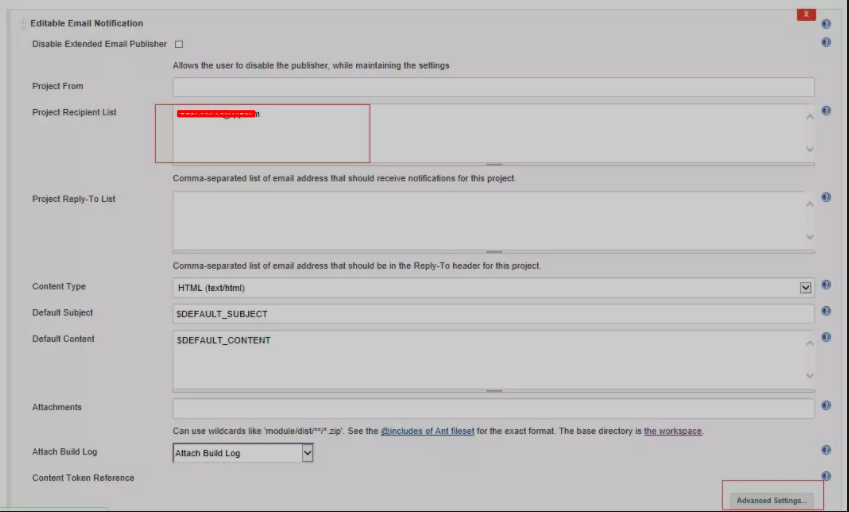 X
Editable Email Notification
Disable Extended Email Publisher
Allows the user to disable the publisher, while maintaining the settings
Project From
Project Recipient List
Comma-separated list of email address that should receive notifications for this project.
Project Reply-To List
Comma-separated list of email address that should be in the Reply-To header for this project.
Content Type
HTML (text/html)
Default Subject
$DEFAULT_SUBJECT
Default Content
$DEFAULT_CONTENT
Attachments
Can use wildcards like 'module/dist/**/*.zip'. See the @includes of Ant fileset for the exact format. The base directory is the workspace.
Attach Build Log
Attach Build Log
Content Token Reference
Advanced Settings...